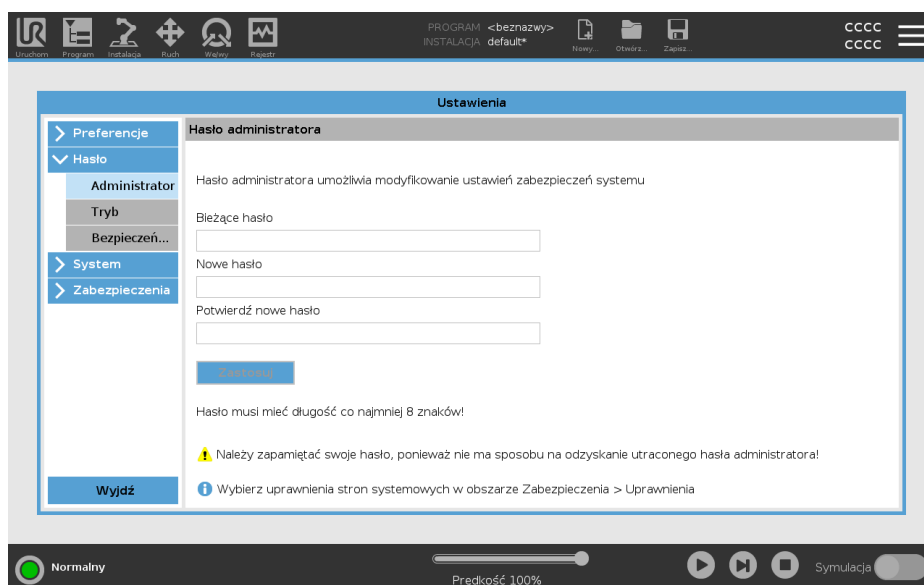 UR
PROGRAM <beznazwy>
INSTALACJA default*
CCCC
CCCC
Uruchom Program Instalacja Ruch We/wy Rejestr Nowy... Otwórz... Zapisz...
Ustawienia
Preferencje
Hasło
Administrator
Tryb
Bezpieczeń...
System
Zabezpieczenia
Wyjdź
Hasło administratora
Hasło administratora umożliwia modyfikowanie ustawień zabezpieczeń systemu
Bieżące hasło
Nowe hasło
Potwierdź nowe hasło
Zastosuj
Hasło musi mieć długość co najmniej 8 znaków!
Należy zapamiętać swoje hasło, ponieważ nie ma sposobu na odzyskanie utraconego hasła administratora!
Wybierz uprawnienia stron systemowych w obszarze Zabezpieczenia > Uprawnienia
Normalny
Prędkość 100%
Symulacja